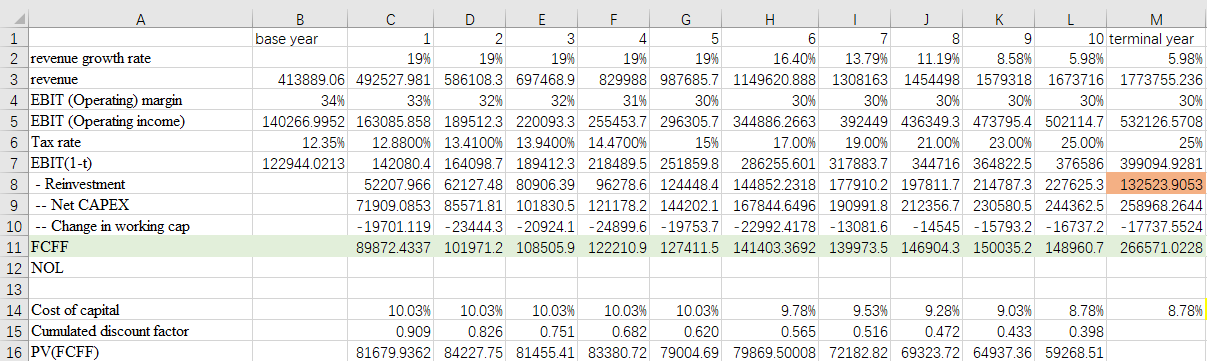 A B C D E F G H I J K L M
1 base year 1 2 3 4 5 6 7 8 9 10 terminal year
2 revenue growth rate 19% 19% 19% 19% 19% 16.40% 13.79% 11.19% 8.58% 5.98% 5.98%
3 revenue 413889.06 492527.981 586108.3 697468.9 829988 987685.7 1149620.888 1308163 1454498 1579318 1673716 1773755.236
4 EBIT (Operating) margin 34% 33% 32% 32% 31% 30% 30% 30% 30% 30% 30% 30%
5 EBIT (Operating income) 140266.9952 163085.858 189512.3 220093.3 255453.7 296305.7 344886.2663 392449 436349.3 473795.4 502114.7 532126.5708
6 Tax rate 12.35% 12.8800% 13.4100% 13.9400% 14.4700% 15% 17.00% 19.00% 21.00% 23.00% 25.00% 25%
7 EBIT(1-t) 122944.0213 142080.4 164098.7 189412.3 218489.5 251859.8 286255.601 317883.7 344716 364822.5 376586 399094.9281
8 - Reinvestment 52207.966 62127.48 80906.39 96278.6 124448.4 144852.2318 177910.2 197811.7 214787.3 227625.3 132523.9053
9 -- Net CAPEX 71909.0853 85571.81 101830.5 121178.2 144202.1 167844.6496 190991.8 212356.7 230580.5 244362.5 258968.2644
10 -- Change in working cap -19701.119 -23444.3 -20924.1 -24899.6 -19753.7 -22992.4178 -13081.6 -14545 -15793.2 -16737.2 -17737.5524
11 FCFF 89872.4337 101971.2 108505.9 122210.9 127411.5 141403.3692 139973.5 146904.3 150035.2 148960.7 266571.0228
12 NOL
13
14 Cost of capital 10.03% 10.03% 10.03% 10.03% 10.03% 9.78% 9.53% 9.28% 9.03% 8.78% 8.78%
15 Cumulated discount factor 0.909 0.826 0.751 0.682 0.620 0.565 0.516 0.472 0.433 0.398
16 PV(FCFF) 81679.9362 84227.75 81455.41 83380.72 79004.69 79869.50008 72182.82 69323.72 64937.36 59268.51